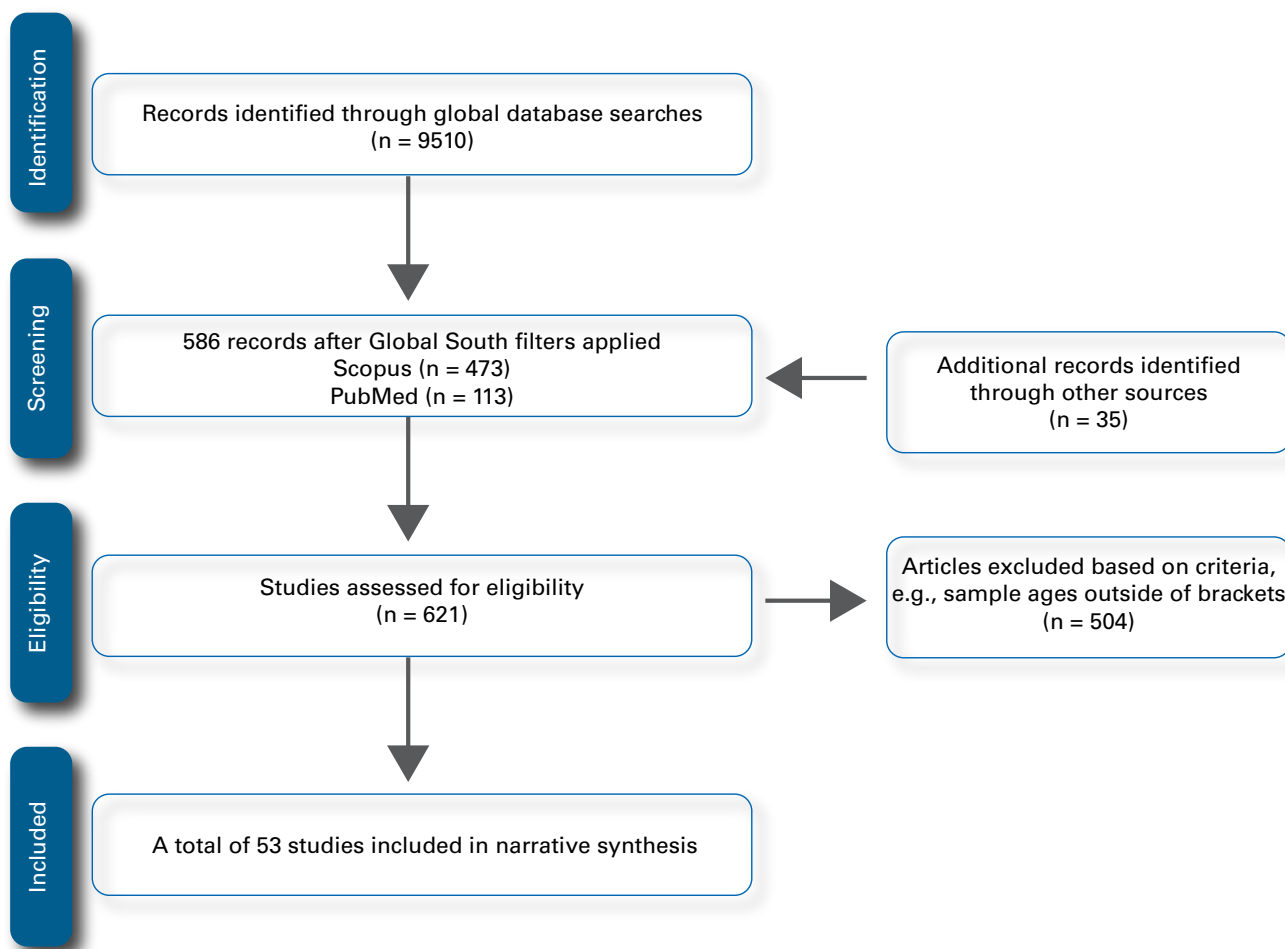 Identification
Records identified through global database searches
(n = 9510)
Screening
586 records after Global South filters applied
Scopus (n = 473)
PubMed (n = 113)
Additional records identified
through other sources
(n = 35)
Eligibility
Studies assessed for eligibility
(n = 621)
Articles excluded based on criteria,
e.g., sample ages outside of brackets
(n = 504)
Included
A total of 53 studies included in narrative synthesis